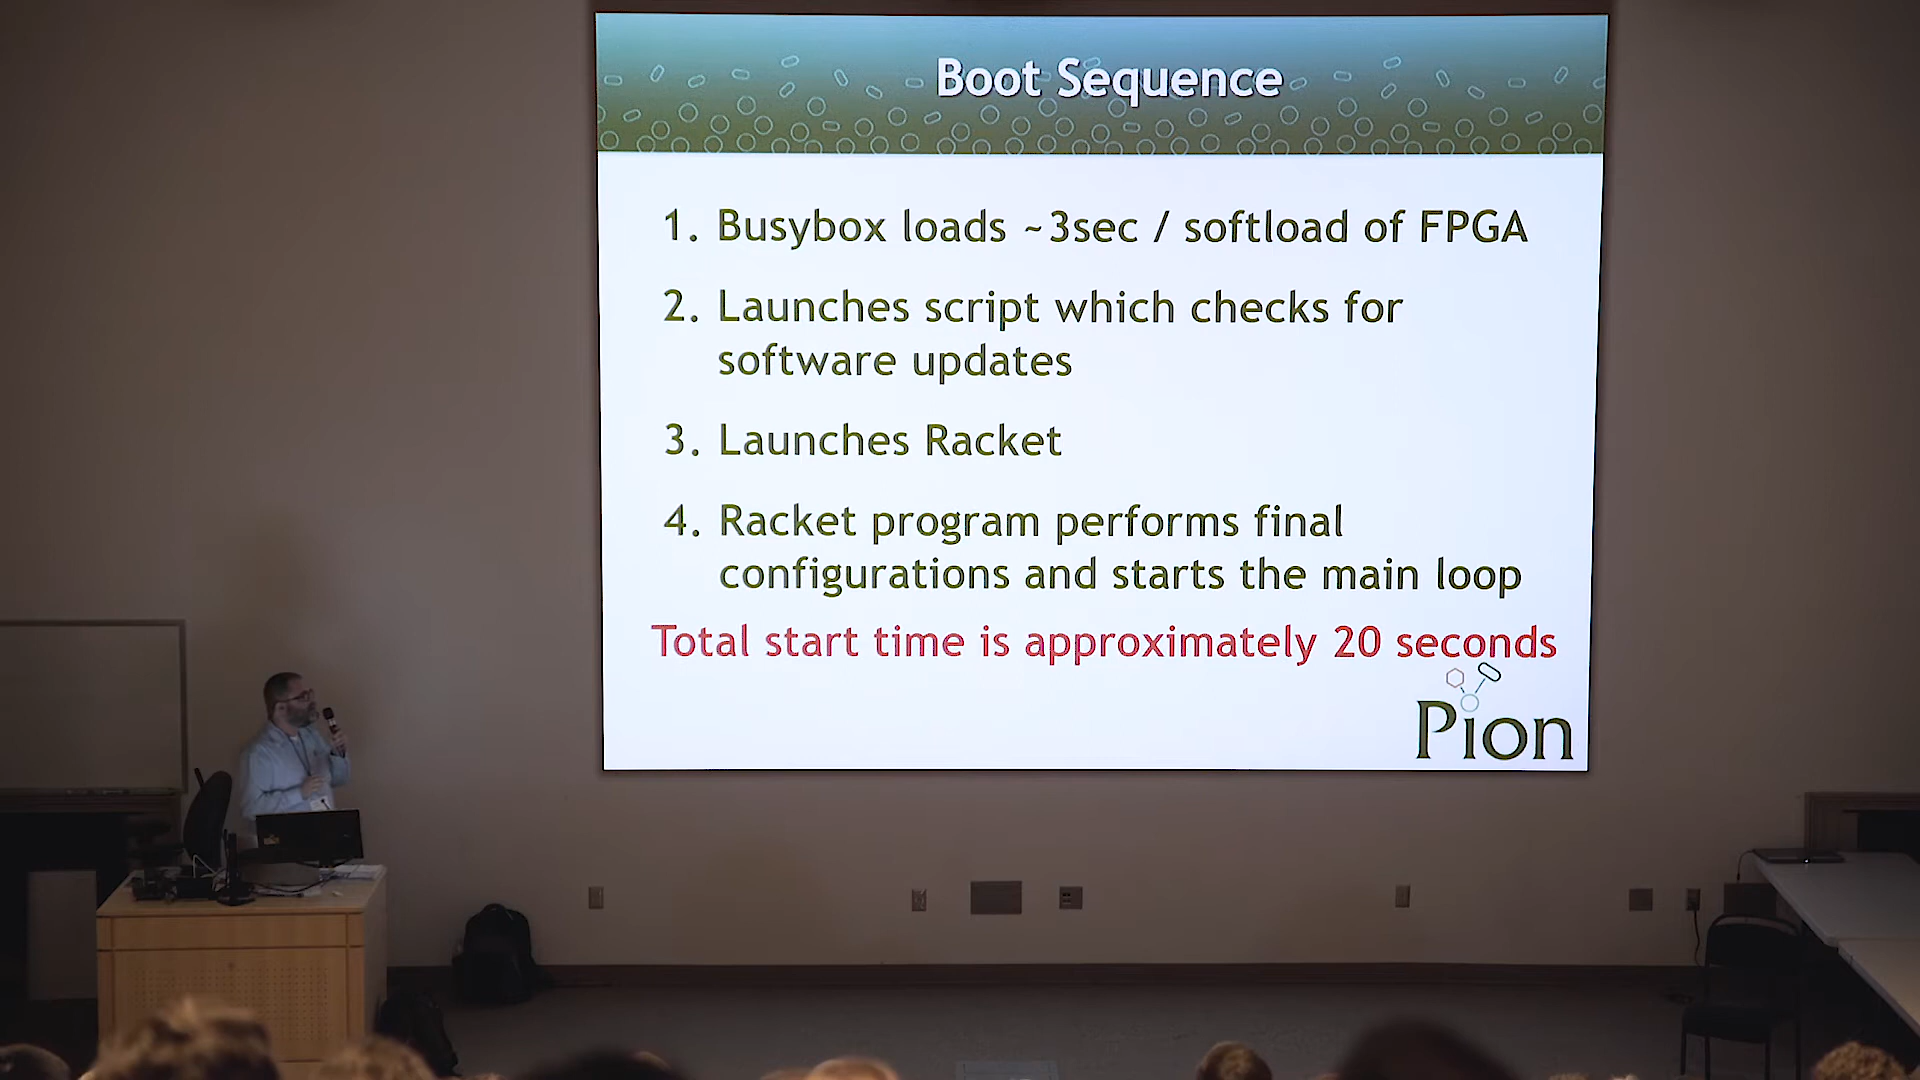 Boot Sequence
1. Busybox loads ~3sec / softload of FPGA
2. Launches script which checks for
software updates
3. Launches Racket
4. Racket program performs final
configurations and starts the main loop
Total start time is approximately 20 seconds
Pion